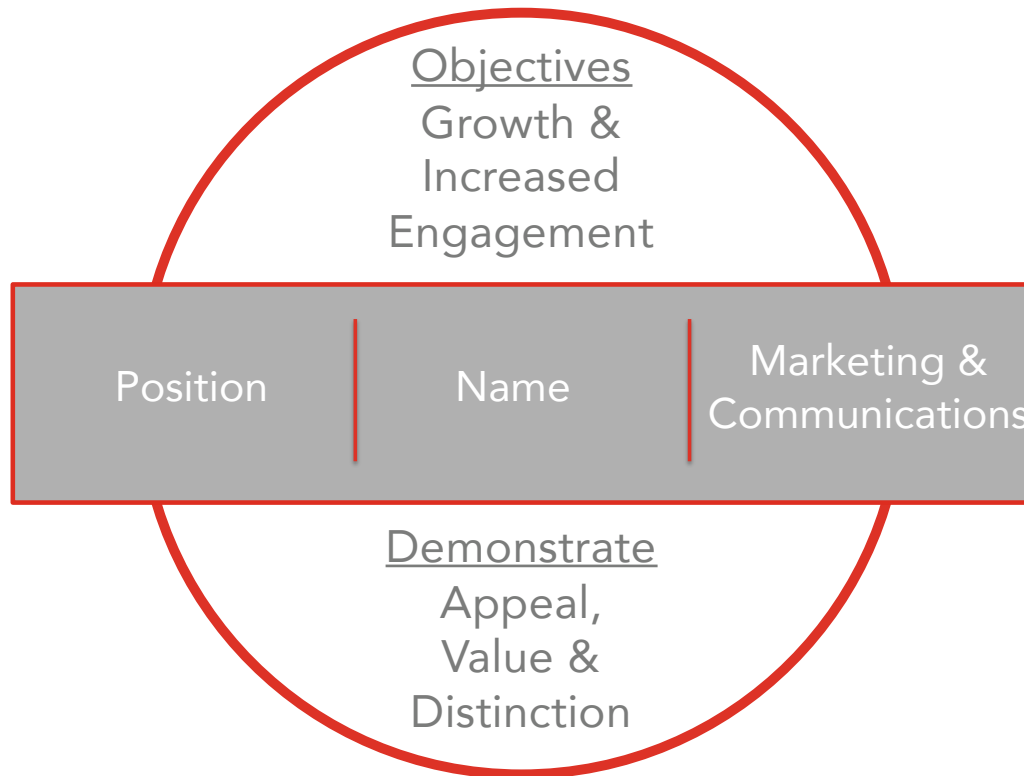 Objectives
Growth &
Increased
Engagement
Position
Name
Marketing &
Communications
Demonstrate
Appeal,
Value &
Distinction